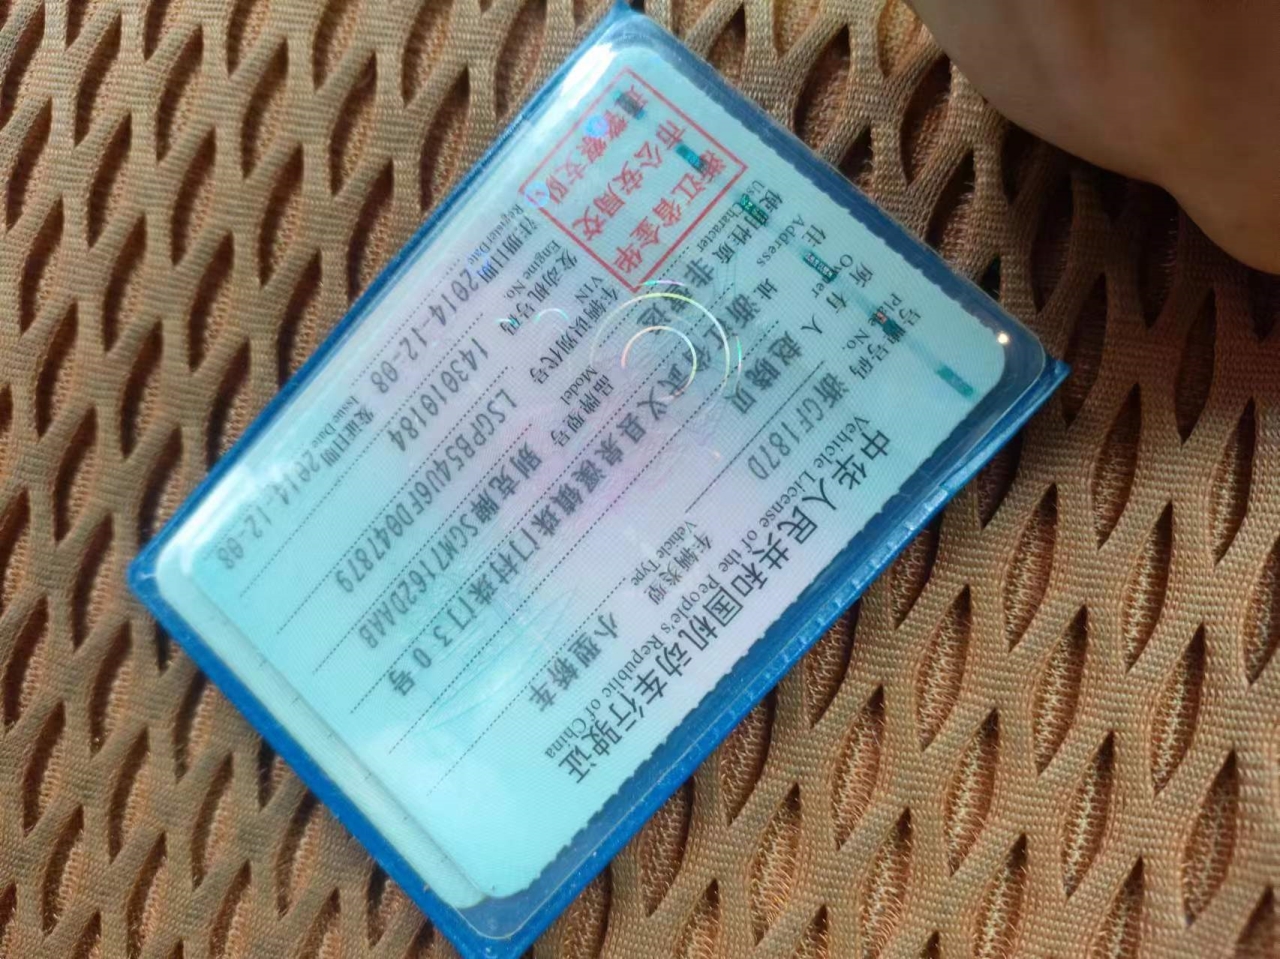 中华人民共和国机动车行驶证
Vehicle License of the People's Republic of China
号牌号码 浙GF187D 车辆类型 小型轿车
Plate No. Vehicle Type
所有人 赵晓贝
Owner
住址 浙江省武义县泉溪镇珠门村珠门30号
Address
使用性质 非营运 品牌型号 别克牌SGM7162DAAB
Use Character Model
浙江省金华
市公安局交
通警察支队
车辆识别代号 LSGPB54U6FD047879
VIN
发动机号码 143010184
Engine No.
注册日期 2014-12-08 发证日期 2014-12-08
Register Date Issue Date